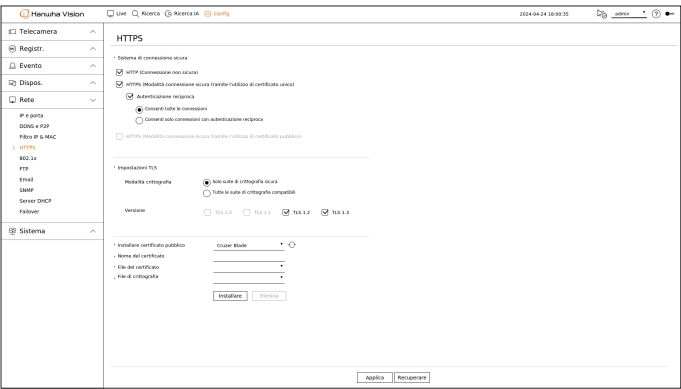 Hanwha Vision
Live
Ricerca
Ricerca IA
Config
2024-04-24 18:00:35
admin
Telecamera
Registr.
Evento
Dispos.
Rete
IP e porta
DDNS e P2P
Filtro IP & MAC
HTTPS
802.1x
FTP
Email
SNMP
Server DHCP
Failover
Sistema
HTTPS
Sistema di connessione sicura
HTTP (Connessione non sicura)
HTTPS (Modalità connessione sicura tramite l'utilizzo di certificato unico)
Autenticazione reciproca
Consenti tutte le connessioni
Consenti solo connessioni con autenticazione reciproca
HTTPS (Modalità connessione sicura tramite l'utilizzo di certificato pubblico)
Impostazioni TLS
Modalità crittografia
Solo suite di crittografia sicura
Tutte le suite di crittografia compatibili
Versione
TLS 1.0
TLS 1.1
TLS 1.2
TLS 1.3
Installare certificato pubblico
Cruzer Blade
Nome del certificato
File del certificato
File di crittografia
Installare
Elimina
Applica
Recuperare